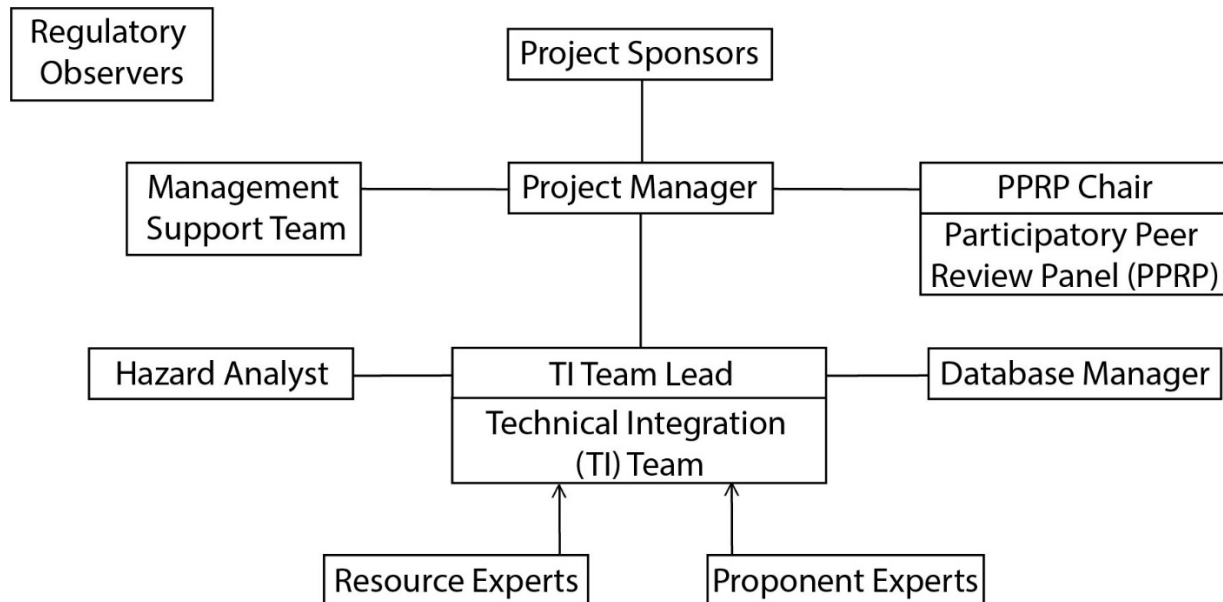 Regulatory
Observers
Project Sponsors
Management
Support Team
Project Manager
PPRP Chair
Participatory Peer
Review Panel (PPRP)
Hazard Analyst
TI Team Lead
Technical Integration
(TI) Team
Database Manager
Resource Experts
Proponent Experts